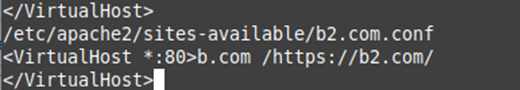 </VirtualHost>
/etc/apache2/sites-available/b2.com.conf
<VirtualHost *:80>b.com /https://b2.com/
</VirtualHost>